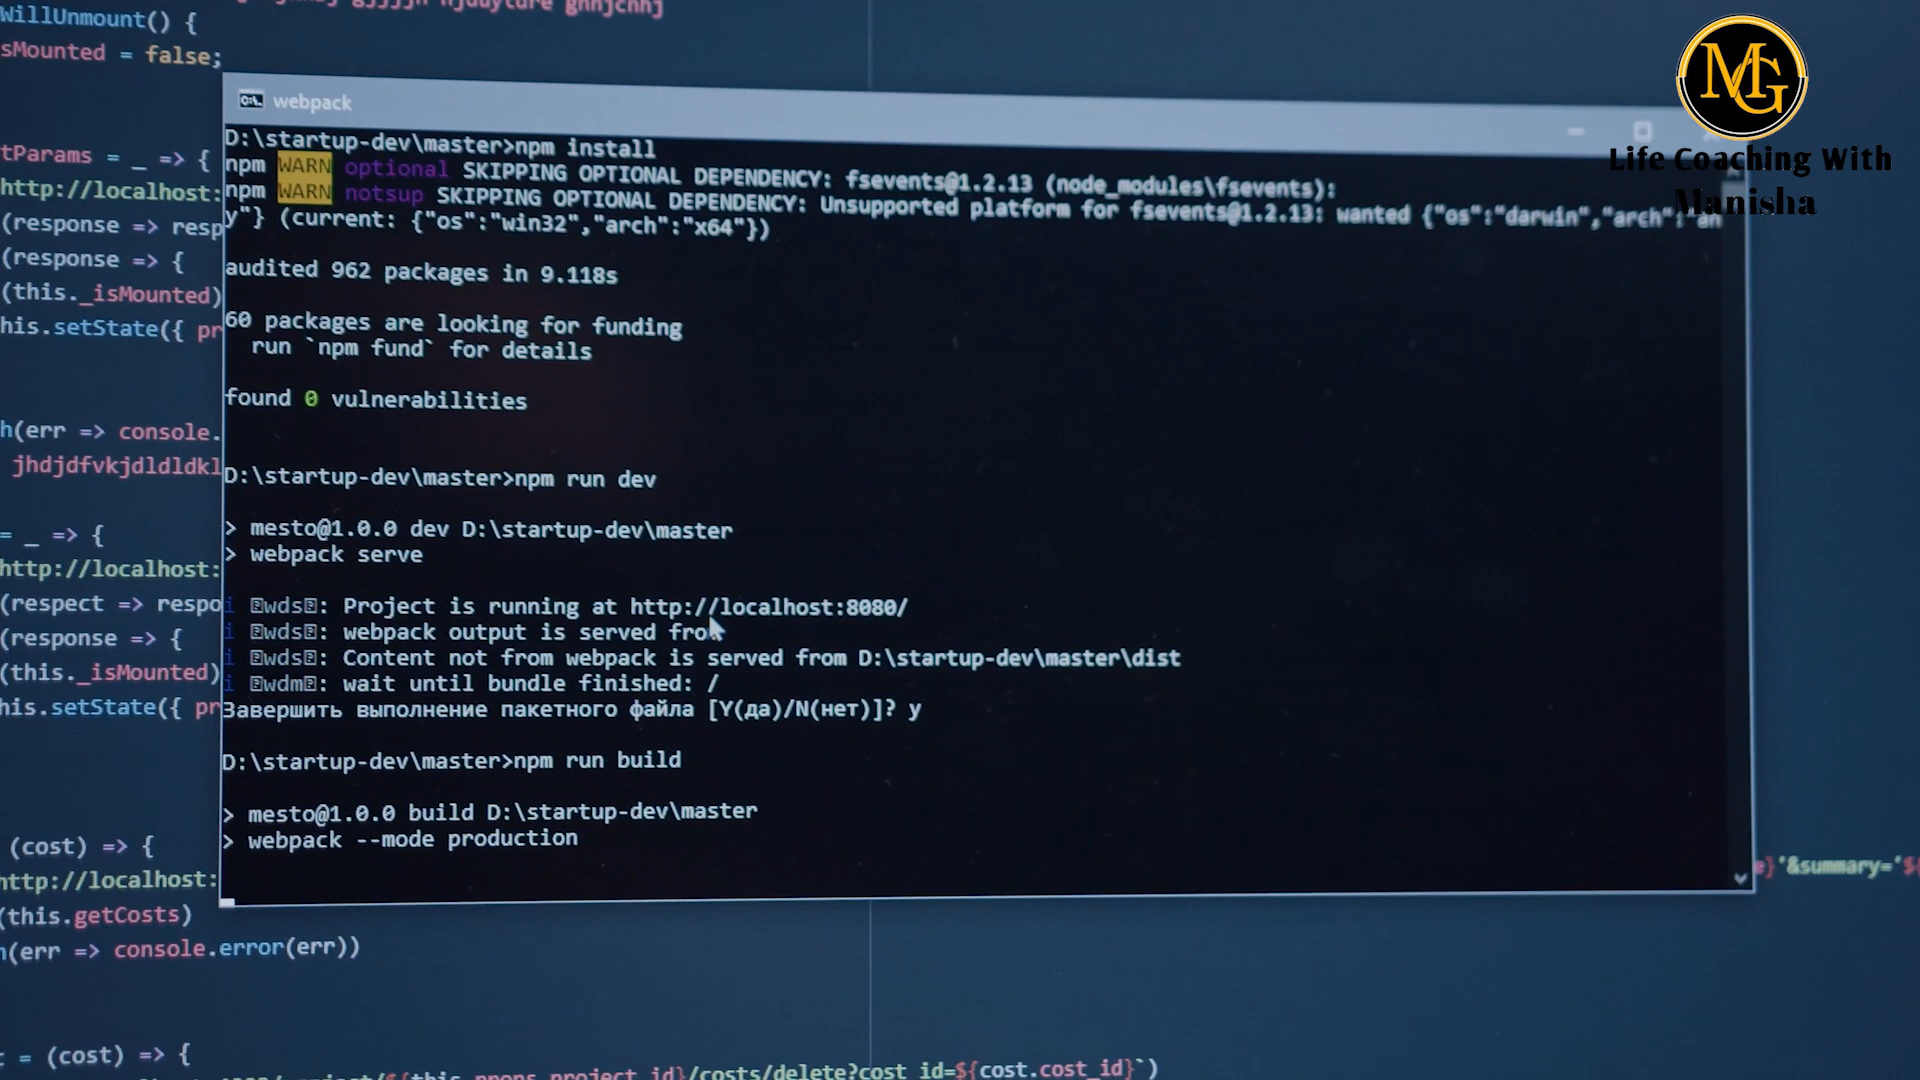 WillUnmount() {
sMounted = false;
MG
Life Coaching With
Manisha
webpack
D:\startup-dev\master>npm install
npm WARN optional SKIPPING OPTIONAL DEPENDENCY: fsevents@1.2.13 (node_modules\fsevents):
npm WARN notsup SKIPPING OPTIONAL DEPENDENCY: Unsupported platform for fsevents@1.2.13: wanted {"os":"darwin","arch":"an
y"} (current: {"os":"win32","arch":"x64"})
audited 962 packages in 9.118s
60 packages are looking for funding
run `npm fund` for details
found 0 vulnerabilities
D:\startup-dev\master>npm run dev
> mesto@1.0.0 dev D:\startup-dev\master
> webpack serve
i ⍰wds⍰: Project is running at http://localhost:8080/
i ⍰wds⍰: webpack output is served from
i ⍰wds⍰: Content not from webpack is served from D:\startup-dev\master\dist
i ⍰wdm⍰: wait until bundle finished: /
Завершить выполнение пакетного файла [Y(да)/N(нет)]? y
D:\startup-dev\master>npm run build
> mesto@1.0.0 build D:\startup-dev\master
> webpack --mode production
tParams = _ => {
http://localhost:
(response => resp
(response => {
(this._isMounted)
his.setState({ pr
h(err => console.
jhdjdfvkjdldldkl
= _ => {
http://localhost:
(respect => respo
(response => {
(this._isMounted)
his.setState({ pr
(cost) => {
http://localhost:
}'&summary='${
(this.getCosts)
h(err => console.error(err))
= (cost) => {
/costs/delete?cost_id=${cost.cost_id}`)